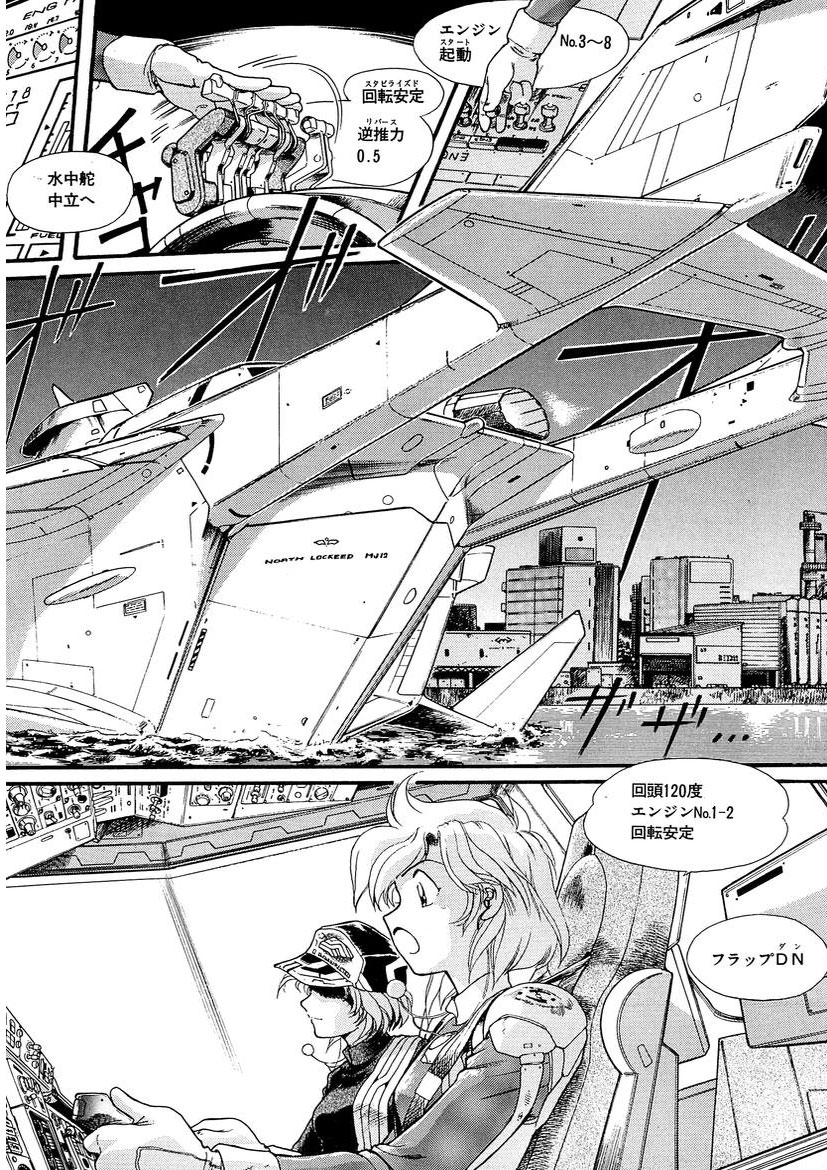 エンジン
スタート
起動
No.3〜8
スタビライズド
回転安定
リバース
逆推力
0.5
水中舵
中立へ
チャコ
ENG
FUEL
ENG
NORTH LOCKEED MJ12
ザザ…
回頭120度
エンジンNo.1-2
回転安定
ダン
フラップDN